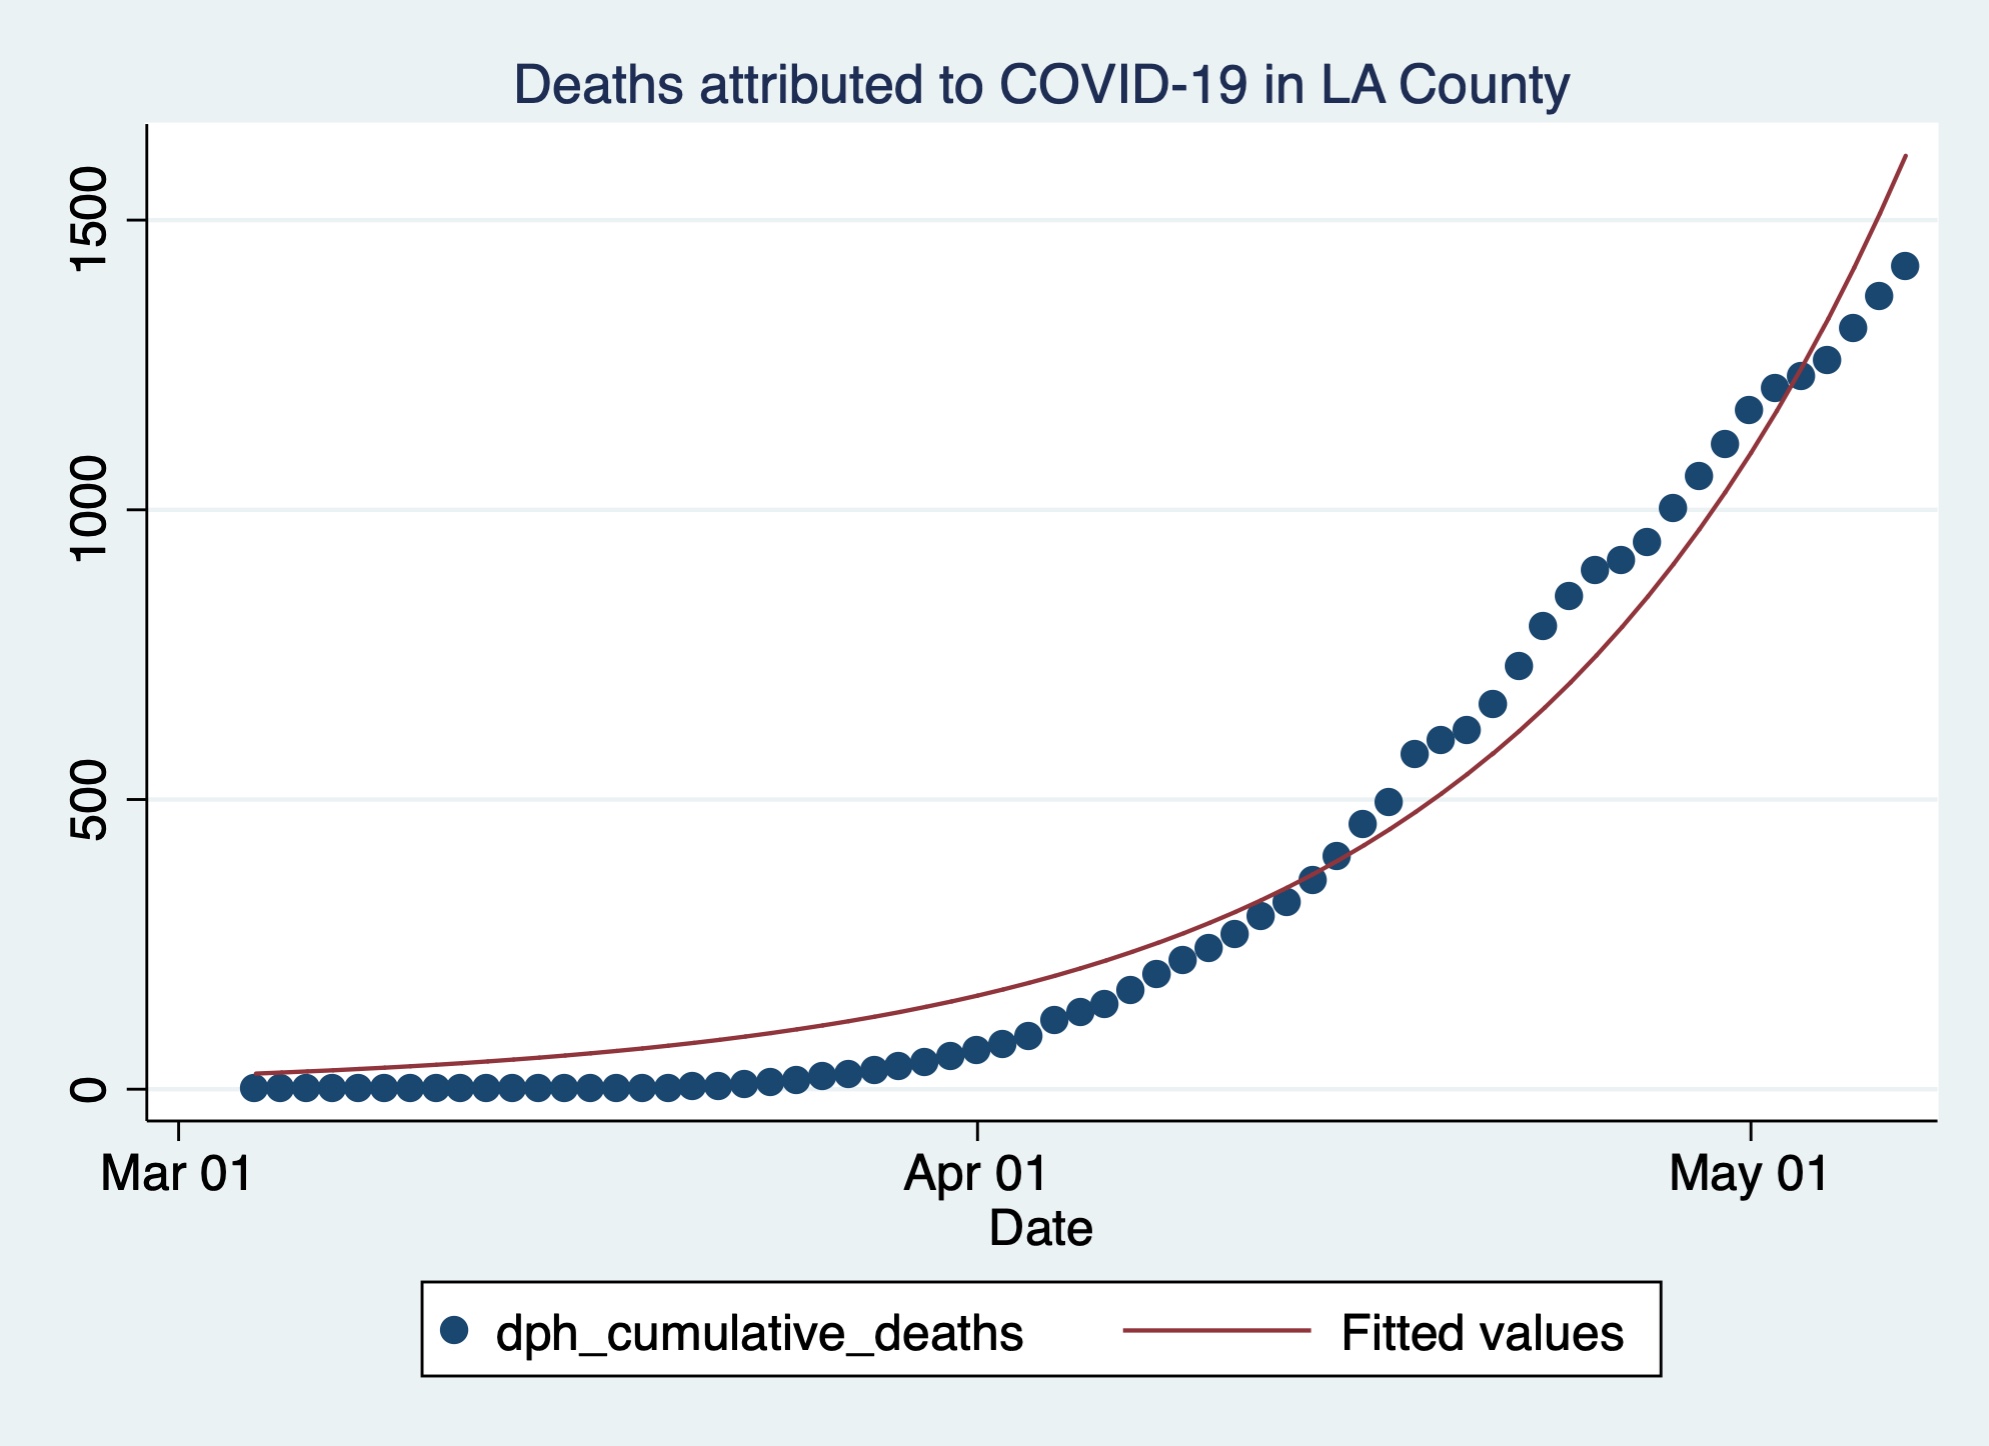 Deaths attributed to COVID-19 in LA County
1500
1000
500
0
Mar 01 Apr 01 May 01
Date
dph_cumulative_deaths Fitted values